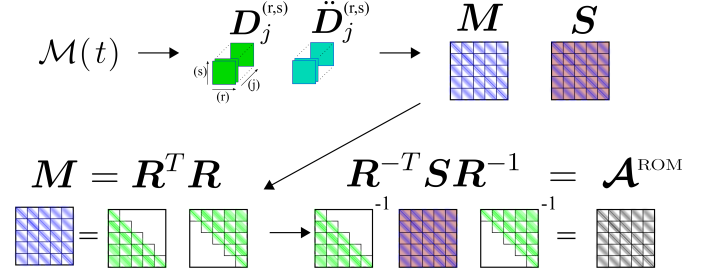 𝓜(t) → D_j^(r,s) D̈_j^(r,s) → M S
(s) (r) (j)
M = R^T R R^{-T} S R^{-1} = 𝓐^ROM
= → -1 -1 =